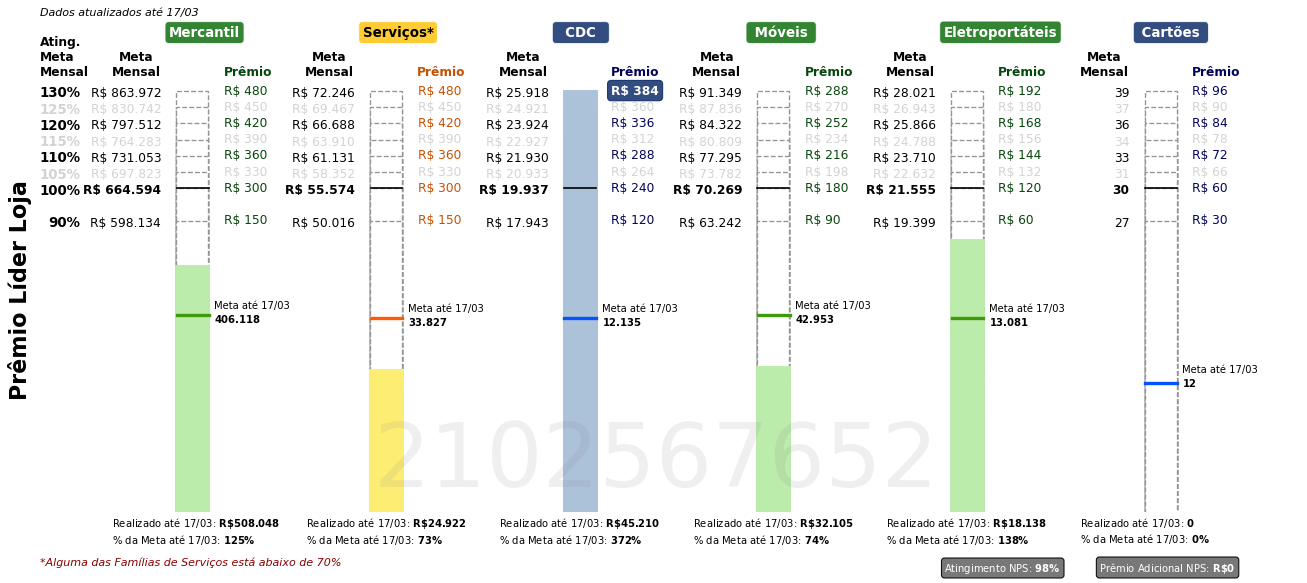 Dados atualizados até 17/03
Mercantil Serviços* CDC Móveis Eletroportáteis Cartões
Ating.
Meta Meta Meta Meta Meta Meta Meta
Mensal Mensal Prêmio Mensal Prêmio Mensal Prêmio Mensal Prêmio Mensal Prêmio Mensal Prêmio
130% R$ 863.972 R$ 480 R$ 72.246 R$ 480 R$ 25.918 R$ 384 R$ 91.349 R$ 288 R$ 28.021 R$ 192 39 R$ 96
125% R$ 830.742 R$ 450 R$ 69.467 R$ 450 R$ 24.921 R$ 360 R$ 87.836 R$ 270 R$ 26.943 R$ 180 37 R$ 90
120% R$ 797.512 R$ 420 R$ 66.688 R$ 420 R$ 23.924 R$ 336 R$ 84.322 R$ 252 R$ 25.866 R$ 168 36 R$ 84
115% R$ 764.283 R$ 390 R$ 63.910 R$ 390 R$ 22.927 R$ 312 R$ 80.809 R$ 234 R$ 24.788 R$ 156 34 R$ 78
110% R$ 731.053 R$ 360 R$ 61.131 R$ 360 R$ 21.930 R$ 288 R$ 77.295 R$ 216 R$ 23.710 R$ 144 33 R$ 72
105% R$ 697.823 R$ 330 R$ 58.352 R$ 330 R$ 20.933 R$ 264 R$ 73.782 R$ 198 R$ 22.632 R$ 132 31 R$ 66
100% R$ 664.594 R$ 300 R$ 55.574 R$ 300 R$ 19.937 R$ 240 R$ 70.269 R$ 180 R$ 21.555 R$ 120 30 R$ 60
90% R$ 598.134 R$ 150 R$ 50.016 R$ 150 R$ 17.943 R$ 120 R$ 63.242 R$ 90 R$ 19.399 R$ 60 27 R$ 30
Prêmio Líder Loja
Meta até 17/03 Meta até 17/03 Meta até 17/03 Meta até 17/03 Meta até 17/03
406.118 33.827 12.135 42.953 13.081
Meta até 17/03
12
2102567652
Realizado até 17/03: R$508.048 Realizado até 17/03: R$24.922 Realizado até 17/03: R$45.210 Realizado até 17/03: R$32.105 Realizado até 17/03: R$18.138 Realizado até 17/03: 0
% da Meta até 17/03: 125% % da Meta até 17/03: 73% % da Meta até 17/03: 372% % da Meta até 17/03: 74% % da Meta até 17/03: 138% % da Meta até 17/03: 0%
*Alguma das Famílias de Serviços está abaixo de 70%
Atingimento NPS: 98% Prêmio Adicional NPS: R$0